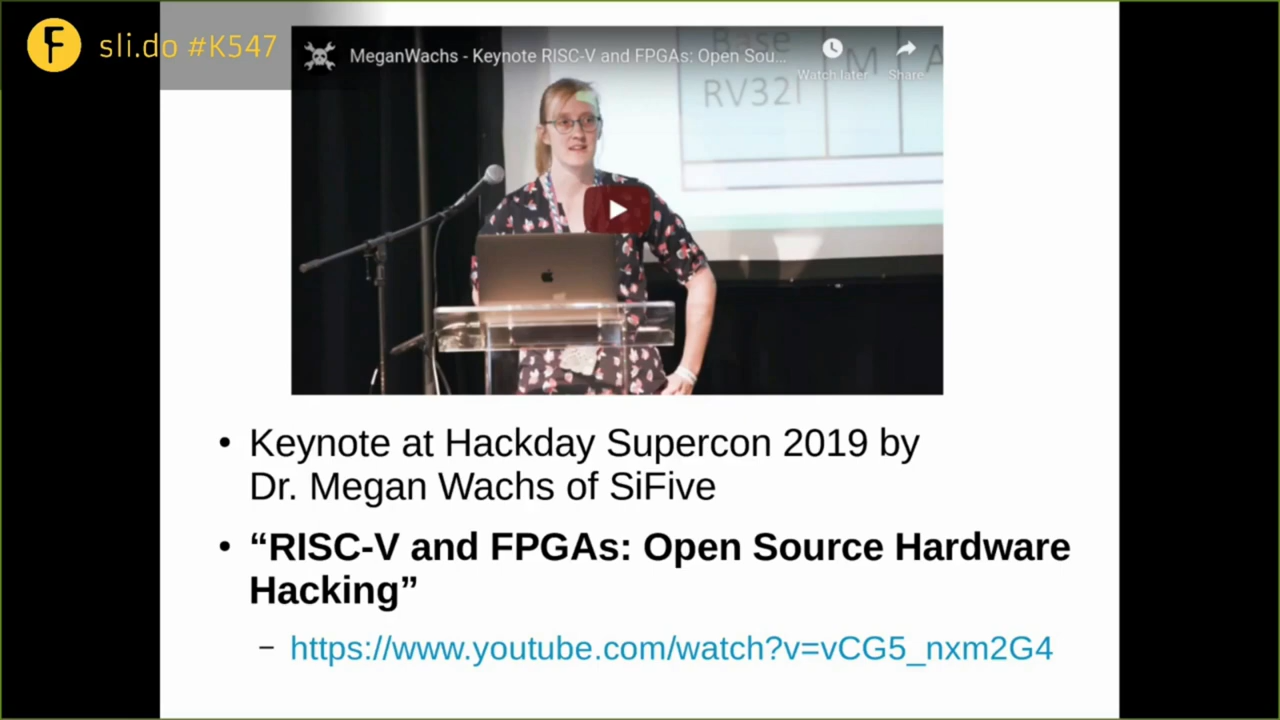 sli.do #K547
MeganWachs - Keynote RISC-V and FPGAs: Open Sou...
Watch later
Share
Base
M
A
RV32I
• Keynote at Hackday Supercon 2019 by
Dr. Megan Wachs of SiFive
• “RISC-V and FPGAs: Open Source Hardware
Hacking”
– https://www.youtube.com/watch?v=vCG5_nxm2G4